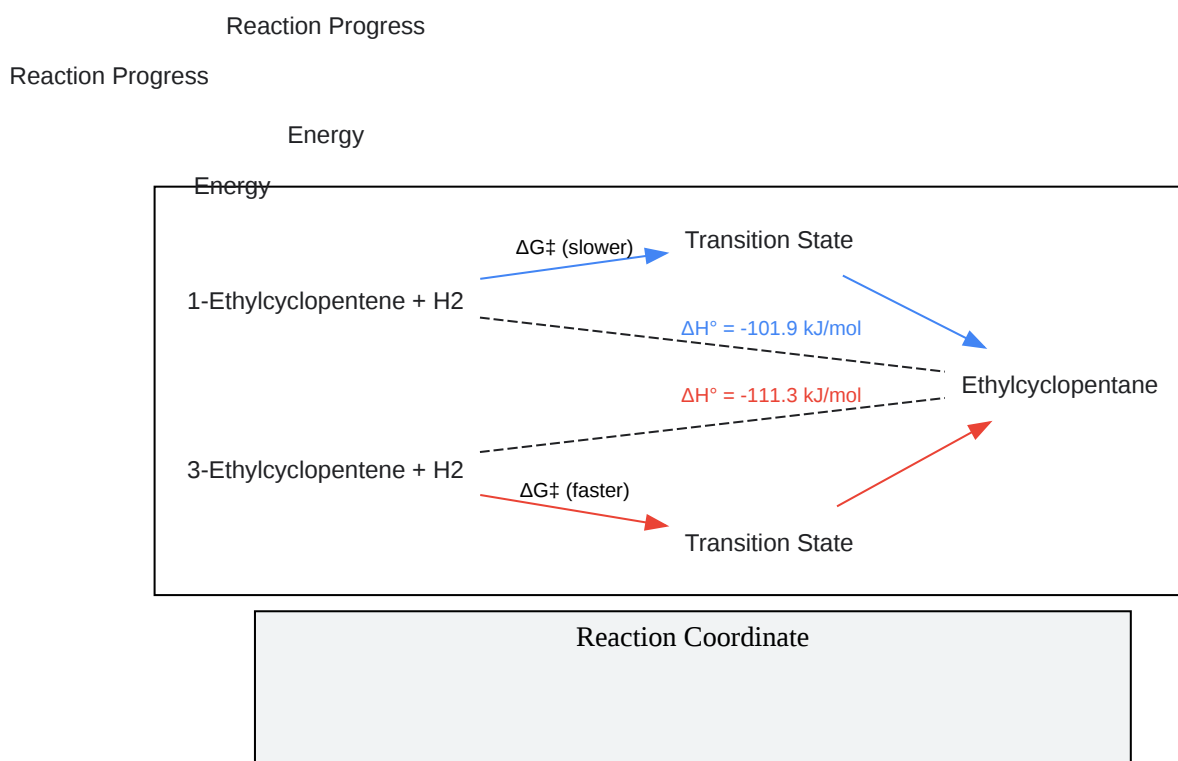 Reaction Progress
Reaction Progress
Energy
Energy
ΔG‡ (slower)
Transition State
1-Ethylcyclopentene + H2
ΔH° = -101.9 kJ/mol
Ethylcyclopentane
ΔH° = -111.3 kJ/mol
3-Ethylcyclopentene + H2
ΔG‡ (faster)
Transition State
Reaction Coordinate